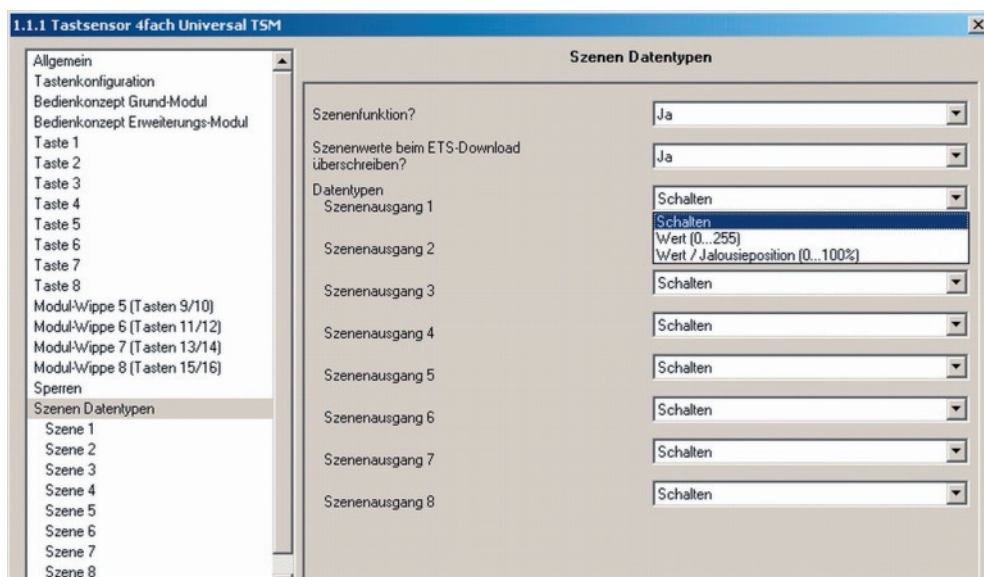 1.1.1 Tastsensor 4fach Universal TSM
Allgemein
Tastenkonfiguration
Bedienkonzept Grund-Modul
Bedienkonzept Erweiterungs-Modul
Taste 1
Taste 2
Taste 3
Taste 4
Taste 5
Taste 6
Taste 7
Taste 8
Modul-Wippe 5 (Tasten 9/10)
Modul-Wippe 6 (Tasten 11/12)
Modul-Wippe 7 (Tasten 13/14)
Modul-Wippe 8 (Tasten 15/16)
Sperren
Szenen Datentypen
Szene 1
Szene 2
Szene 3
Szene 4
Szene 5
Szene 6
Szene 7
Szene 8
Szenen Datentypen
Szenenfunktion?
Ja
Szenenwerte beim ETS-Download
überschreiben?
Ja
Datentypen
Szenenausgang 1
Schalten
Schalten
Wert (0...255)
Wert / Jalousieposition (0...100%)
Szenenausgang 2
Szenenausgang 3
Schalten
Szenenausgang 4
Schalten
Szenenausgang 5
Schalten
Szenenausgang 6
Schalten
Szenenausgang 7
Schalten
Szenenausgang 8
Schalten